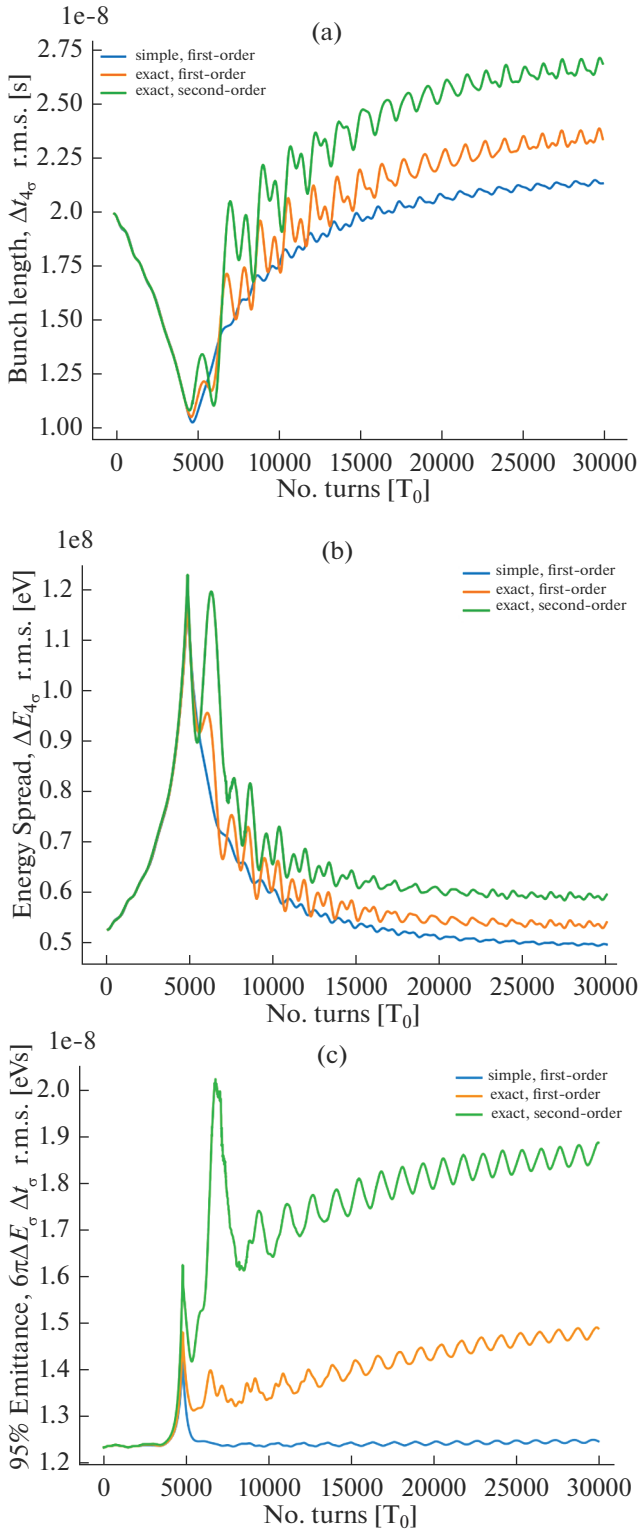 1e-8
(a)
simple, first-order
exact, first-order
exact, second-order
2.75
2.50
2.25
2.0
1.75
1.50
1.25
1.00
Bunch length, Δt4σ r.m.s. [s]
0 5000 10000 15000 20000 25000 30000
No. turns [T0]
1e8
(b)
simple, first-order
exact, first-order
exact, second-order
1.2
1.1
1.0
0.9
0.8
0.7
0.6
0.5
Energy Spread, ΔE4σ r.m.s. [eV]
0 5000 10000 15000 20000 25000 30000
No. turns [T0]
1e-8
(c)
simple, first-order
exact, first-order
exact, second-order
2.0
1.9
1.8
1.7
1.6
1.5
1.4
1.3
1.2
95% Emittance, 6πΔEσ Δtσ r.m.s. [eVs]
0 5000 10000 15000 20000 25000 30000
No. turns [T0]